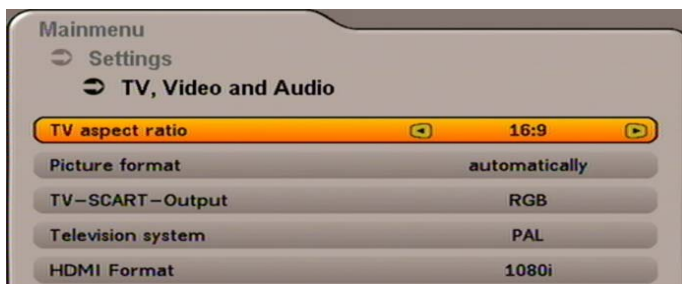 Mainmenu
Settings
TV, Video and Audio
TV aspect ratio 16:9
Picture format automatically
TV-SCART-Output RGB
Television system PAL
HDMI Format 1080i